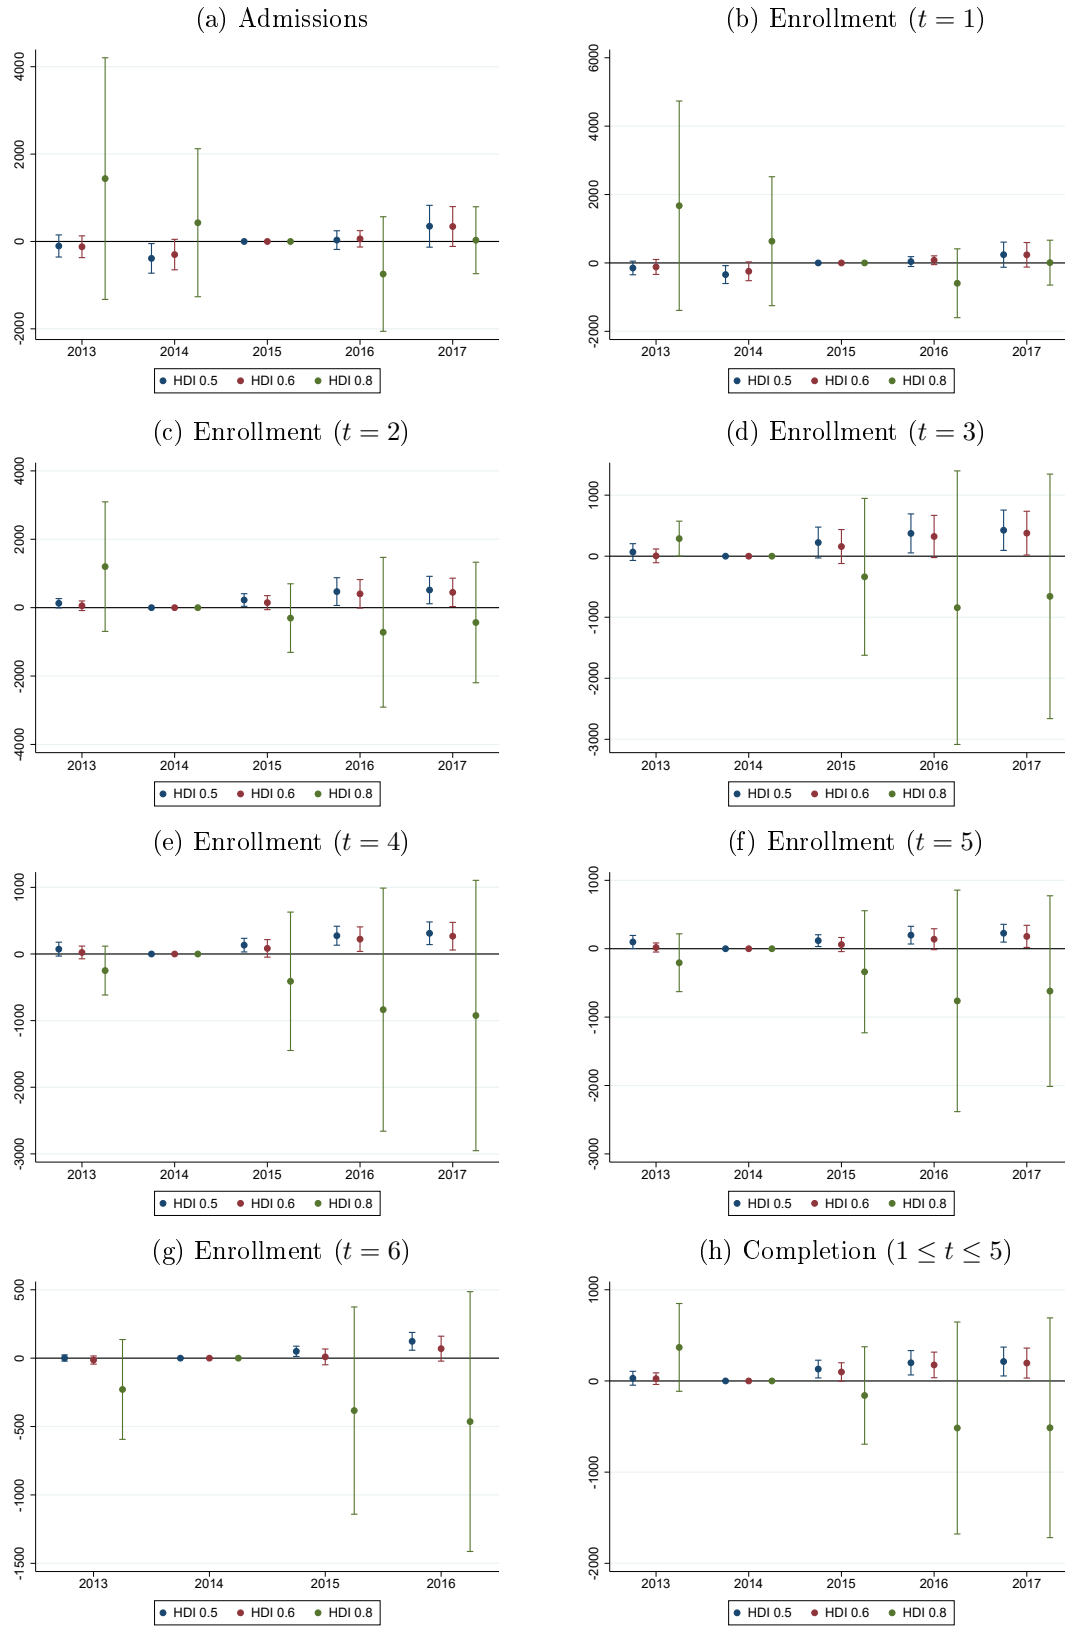 (a) Admissions
4000
2000
0
-2000
2013 2014 2015 2016 2017
HDI 0.5 HDI 0.6 HDI 0.8
(b) Enrollment (t = 1)
6000
4000
2000
0
-2000
2013 2014 2015 2016 2017
HDI 0.5 HDI 0.6 HDI 0.8
(c) Enrollment (t = 2)
4000
2000
0
-2000
-4000
2013 2014 2015 2016 2017
HDI 0.5 HDI 0.6 HDI 0.8
(d) Enrollment (t = 3)
1000
0
-1000
-2000
-3000
2013 2014 2015 2016 2017
HDI 0.5 HDI 0.6 HDI 0.8
(e) Enrollment (t = 4)
1000
0
-1000
-2000
-3000
2013 2014 2015 2016 2017
HDI 0.5 HDI 0.6 HDI 0.8
(f) Enrollment (t = 5)
1000
0
-1000
-2000
-3000
2013 2014 2015 2016 2017
HDI 0.5 HDI 0.6 HDI 0.8
(g) Enrollment (t = 6)
500
0
-500
-1000
-1500
2013 2014 2015 2016
HDI 0.5 HDI 0.6 HDI 0.8
(h) Completion (1 ≤ t ≤ 5)
1000
0
-1000
-2000
2013 2014 2015 2016 2017
HDI 0.5 HDI 0.6 HDI 0.8